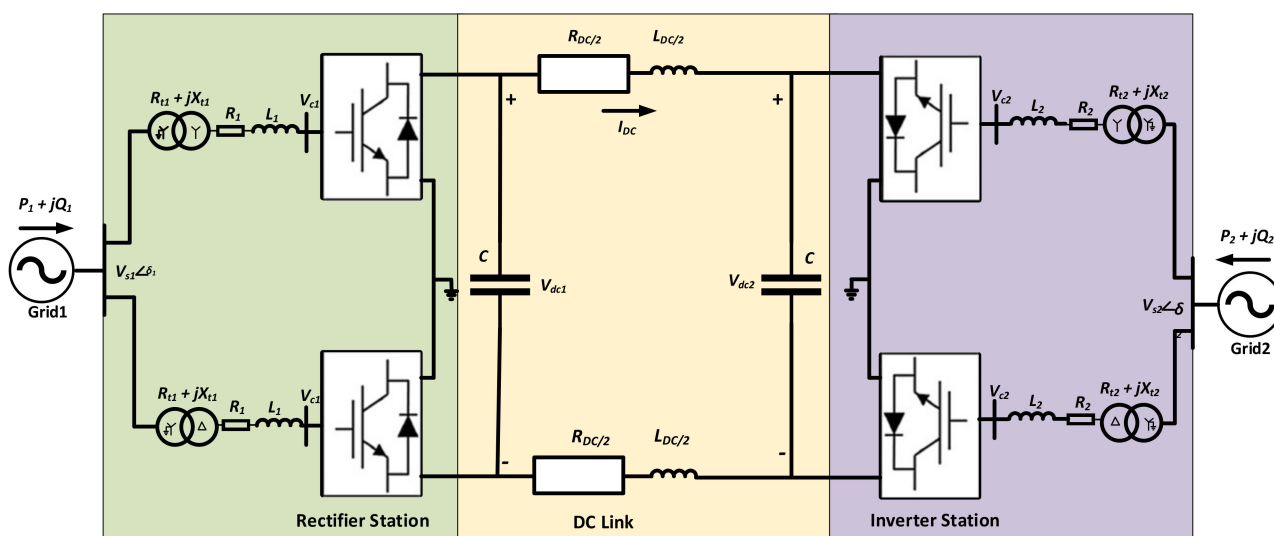 R_DC/2 L_DC/2
I_DC
R_t1 + jX_t1 R_1 L_1 V_c1
V_c2 L_2 R_2 R_t2 + jX_t2
+ +
P_1 + jQ_1
Grid1
V_s1∠δ_1
C V_dc1
C V_dc2
P_2 + jQ_2
V_s2∠δ
2
Grid2
R_t1 + jX_t1 R_1 L_1 V_c1
V_c2 L_2 R_2 R_t2 + jX_t2
R_DC/2 L_DC/2
- -
Rectifier Station DC Link Inverter Station